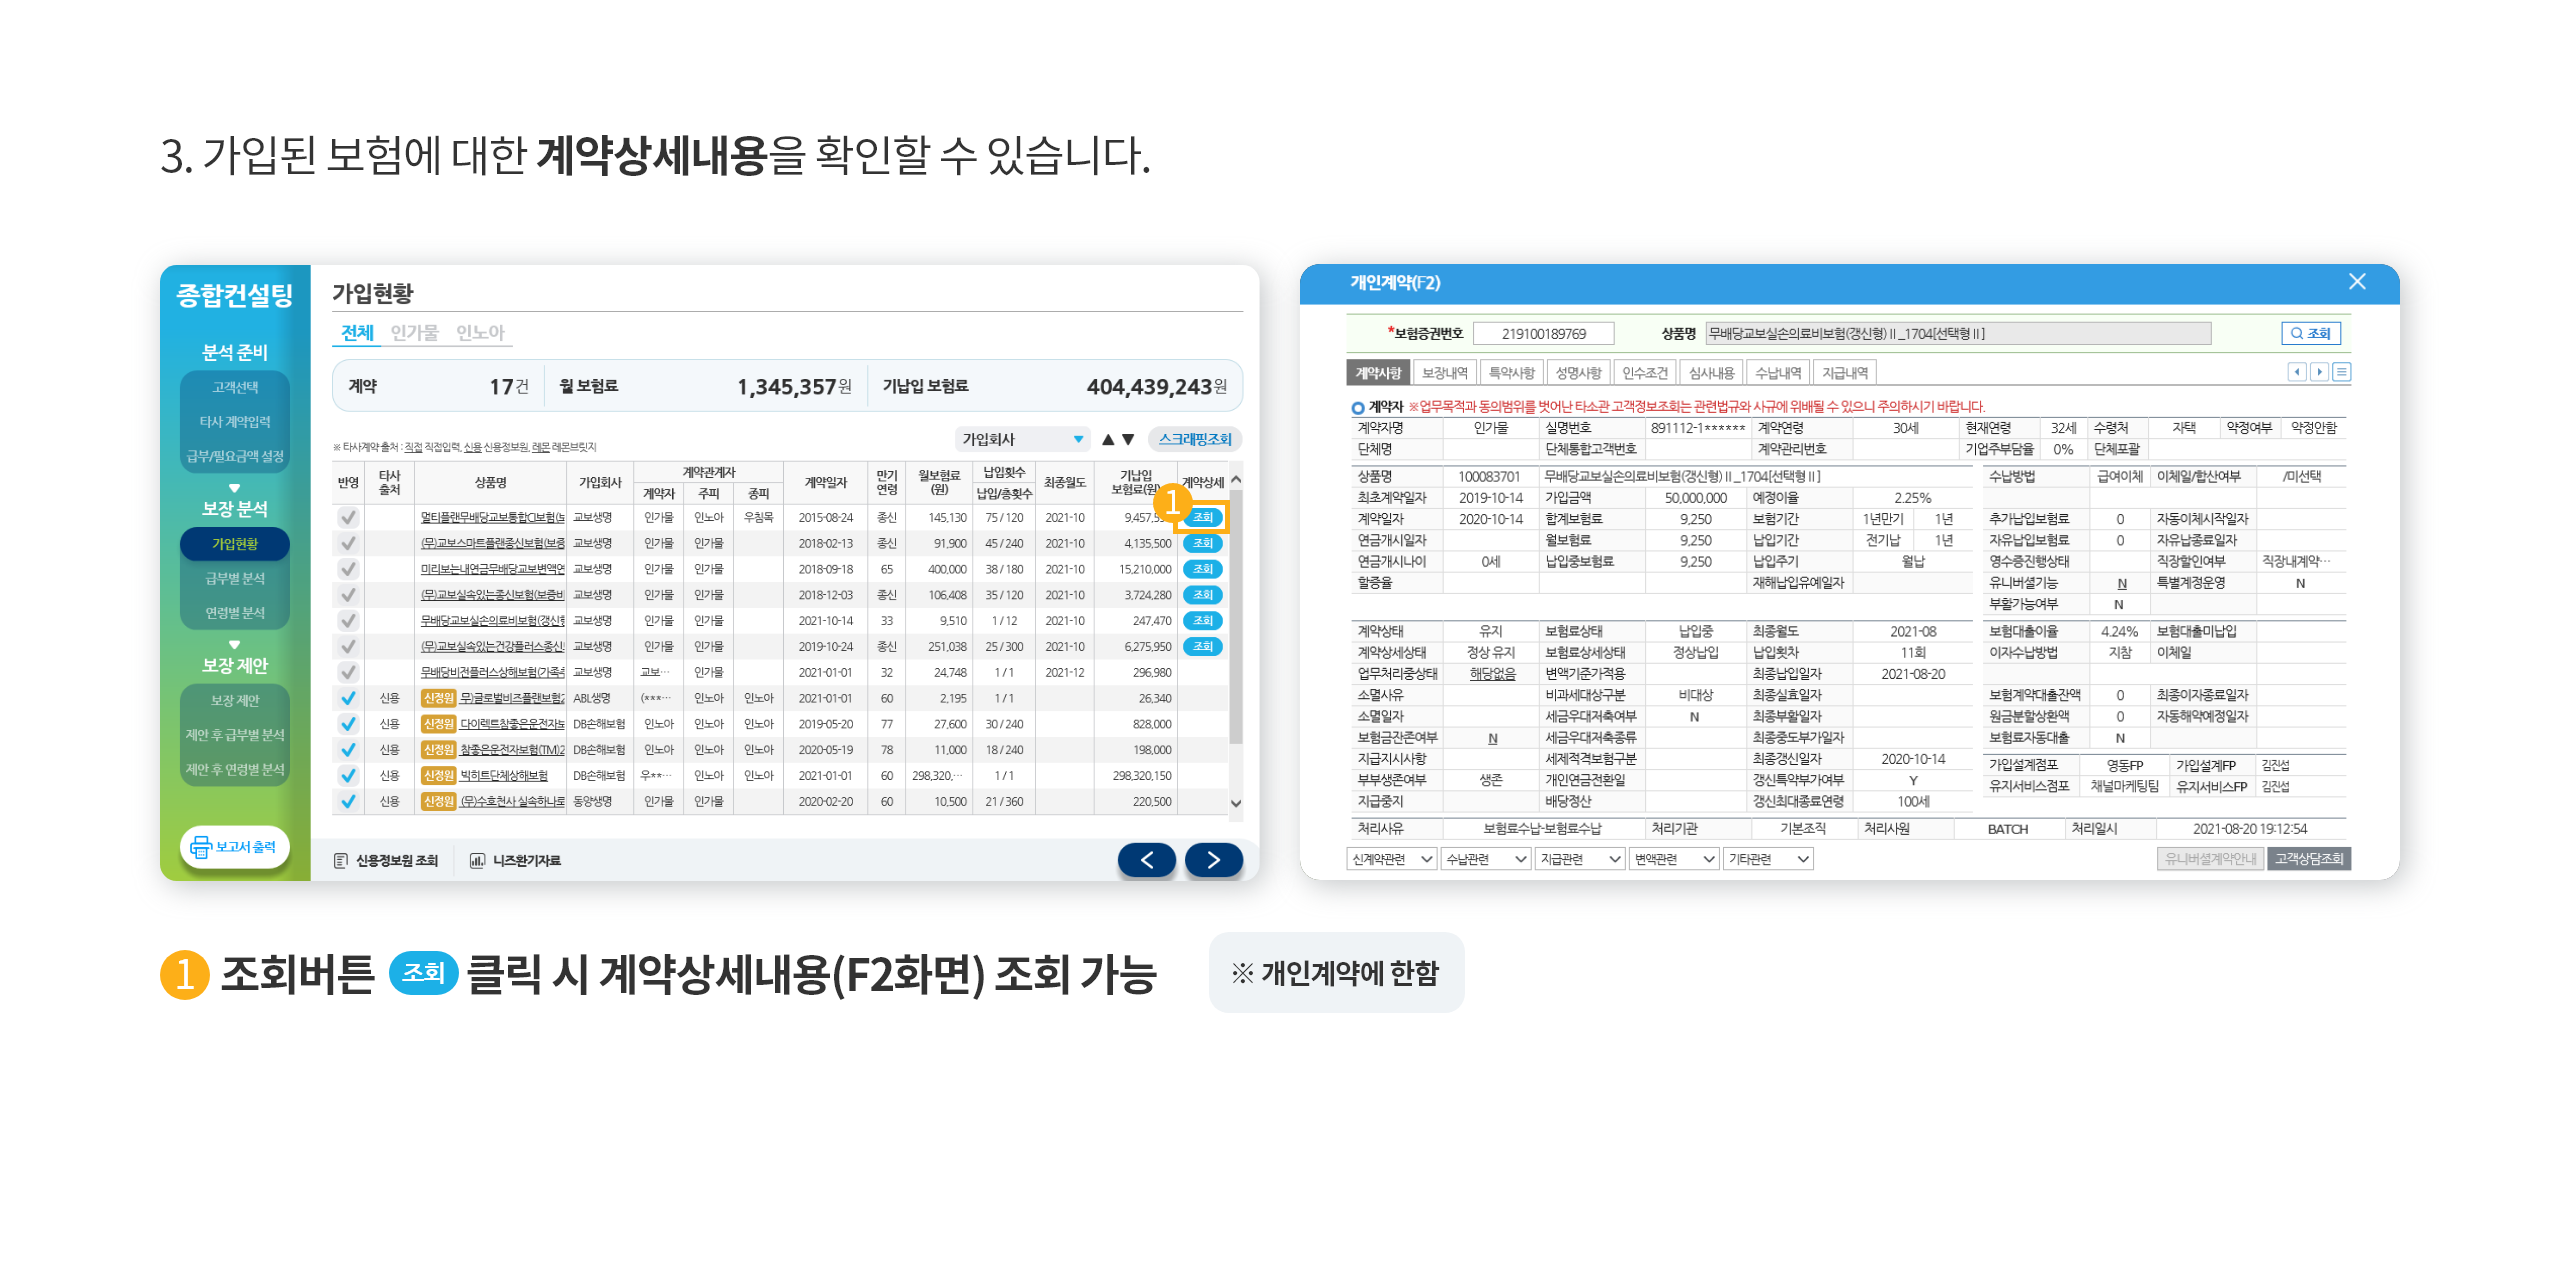 3. 가입된 보험에 대한 계약상세내용을 확인할 수 있습니다.
종합컨설팅
분석 준비
고객선택
타사 계약입력
급부/필요금액 설정
보장 분석
가입현황
급부별 분석
연령별 분석
보장 제안
보장 제안
제안 후 급부별 분석
제안 후 연령별 분석
보고서 출력
가입현황
전체 인가물 인노아
계약 17건 월 보험료 1,345,357원 기납입 보험료 404,439,243원
※ 타사계약 출처 : 직접 직접입력, 신용 신용정보원, 레몬 레몬브릿지
가입회사 ▲ ▼ 스크래핑조회
반영 타사 출처 상품명 가입회사 계약관계자 계약자 주피 종피 계약일자 만기 연령 월보험료 (원) 납입횟수 납입/총횟수 최종월도 기납입 보험료(원) 계약상세
1
멀티플랜무배당교보통합CI보험(보 교보생명 인가물 인노아 우침목 2015-08-24 종신 145,130 75 / 120 2021-10 9,457,5 조회
(무)교보스마트플랜종신보험(보증 교보생명 인가물 인가물 2018-02-13 종신 91,900 45 / 240 2021-10 4,135,500 조회
미리보는내연금무배당교보변액연 교보생명 인가물 인가물 2018-09-18 65 400,000 38 / 180 2021-10 15,210,000 조회
(무)교보실속있는종신보험(보증비 교보생명 인가물 인가물 2018-12-03 종신 106,408 35 / 120 2021-10 3,724,280 조회
무배당교보실손의료비보험(갱신형 교보생명 인가물 인가물 2021-10-14 33 9,510 1 / 12 2021-10 247,470 조회
(무)교보실속있는건강플러스종신 교보생명 인가물 인가물 2019-10-24 종신 251,038 25 / 300 2021-10 6,275,950 조회
무배당비전플러스상해보험(가족추 교보생명 교보··· 인가물 2021-01-01 32 24,748 1 / 1 2021-12 296,980
신용 신정원 무)글로벌비즈플랜보험2 ABL생명 (***··· 인노아 인노아 2021-01-01 60 2,195 1 / 1 26,340
신용 신정원 다이렉트참좋은운전자보 DB손해보험 인노아 인노아 인노아 2019-05-20 77 27,600 30 / 240 828,000
신용 신정원 참좋은운전자보험(TM)2 DB손해보험 인노아 인노아 인노아 2020-05-19 78 11,000 18 / 240 198,000
신용 신정원 빅히트단체상해보험 DB손해보험 우**··· 인노아 인노아 2021-01-01 60 298,320,··· 1 / 1 298,320,150
신용 신정원 (무)수호천사 실속하나로 동양생명 인가물 인가물 2020-02-20 60 10,500 21 / 360 220,500
신용정보원 조회 니즈환기자료 < >
개인계약(F2)
*보험증권번호 219100189769 상품명 무배당교보실손의료비보험(갱신형)Ⅱ_1704[선택형Ⅱ] 조회
계약사항 보장내역 특약사항 성명사항 인수조건 심사내용 수납내역 지급내역
계약자 ※업무목적과 동의범위를 벗어난 타소관 고객정보조회는 관련법규와 사규에 위배될 수 있으니 주의하시기 바랍니다.
계약자명 인가물 실명번호 891112-1****** 계약연령 30세 현재연령 32세 수령처 자택 약정여부 약정안함
단체명 단체통합고객번호 계약관리번호 기업주부담율 0% 단체포괄
상품명 100083701 무배당교보실손의료비보험(갱신형)Ⅱ_1704[선택형Ⅱ] 수납방법 급여이체 이체일/합산여부 /미선택
최초계약일자 2019-10-14 가입금액 50,000,000 예정이율 2.25%
계약일자 2020-10-14 합계보험료 9,250 보험기간 1년만기 1년 추가납입보험료 0 자동이체시작일자
연금개시일자 월보험료 9,250 납입기간 전기납 1년 자유납입보험료 0 자유납종료일자
연금개시나이 0세 납입중보험료 9,250 납입주기 월납 영수증진행상태 직장할인여부 직장내계약···
할증율 재해납입유예일자 유니버셜기능 N 특별계정운영 N
부활가능여부 N
계약상태 유지 보험료상태 납입중 최종월도 2021-08 보험대출이율 4.24% 보험대출미납입
계약상세상태 정상 유지 보험료상세상태 정상납입 납입횟차 11회 이자수납방법 지참 이체일
업무처리중상태 해당없음 변액기준가적용 최종납입일자 2021-08-20
소멸사유 비과세대상구분 비대상 최종실효일자 보험계약대출잔액 0 최종이자종료일자
소멸일자 세금우대저축여부 N 최종부활일자 원금분할상환액 0 자동해약예정일자
보험금잔존여부 N 세금우대저축종류 최종중도부가일자 보험료자동대출 N
지급지시사항 세제적격보험구분 최종갱신일자 2020-10-14 가입설계점포 영동FP 가입설계FP 김진섭
부부생존여부 생존 개인연금전환일 갱신특약부가여부 Y 유지서비스점포 채널마케팅팀 유지서비스FP 김진섭
지급중지 배당정산 갱신최대종료연령 100세
처리사유 보험료수납-보험료수납 처리기관 기본조직 처리사원 BATCH 처리일시 2021-08-20 19:12:54
신계약관련 수납관련 지급관련 변액관련 기타관련 유니버셜계약안내 고객상담조회
1 조회버튼 조회 클릭 시 계약상세내용(F2화면) 조회 가능 ※ 개인계약에 한함